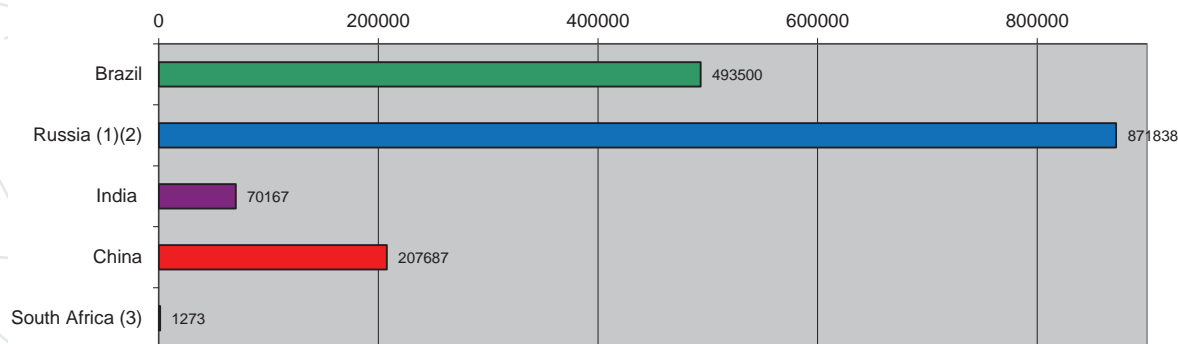 0 200000 400000 600000 800000
Brazil 493500
Russia (1)(2) 871838
India 70167
China 207687
South Africa (3) 1273